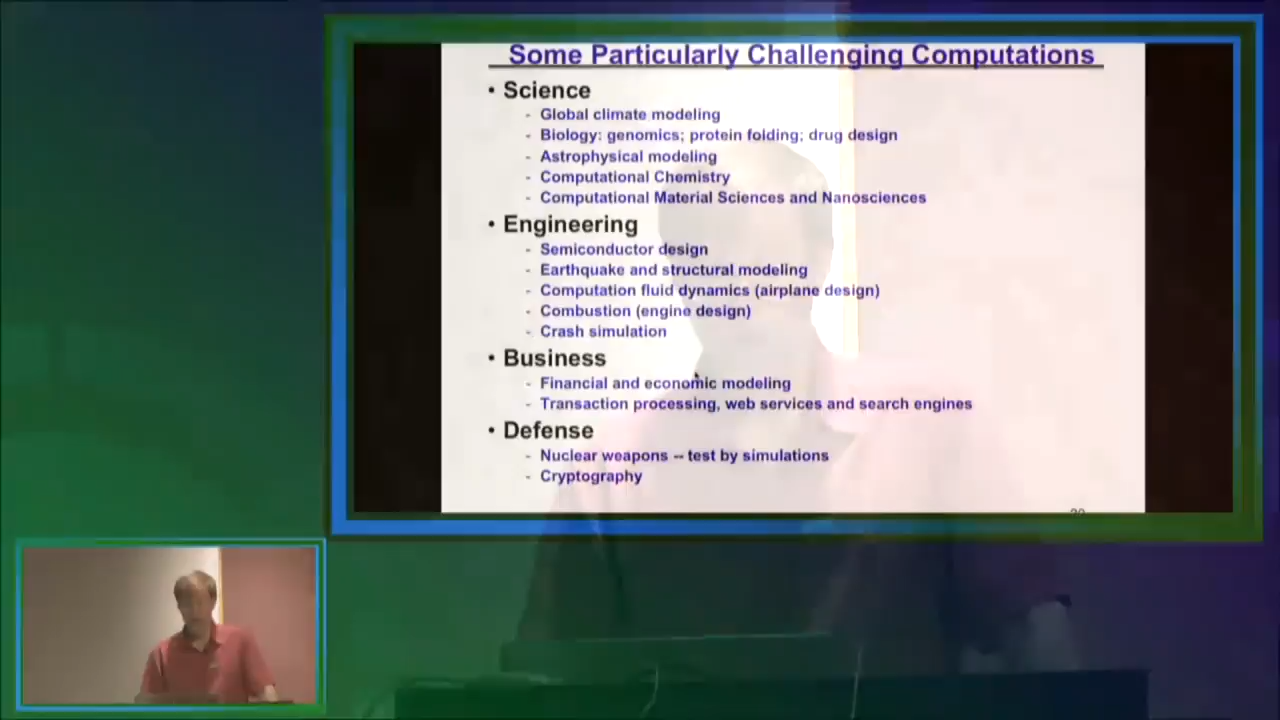 Some Particularly Challenging Computations
• Science
- Global climate modeling
- Biology: genomics; protein folding; drug design
- Astrophysical modeling
- Computational Chemistry
- Computational Material Sciences and Nanosciences
• Engineering
- Semiconductor design
- Earthquake and structural modeling
- Computation fluid dynamics (airplane design)
- Combustion (engine design)
- Crash simulation
• Business
- Financial and economic modeling
- Transaction processing, web services and search engines
• Defense
- Nuclear weapons -- test by simulations
- Cryptography